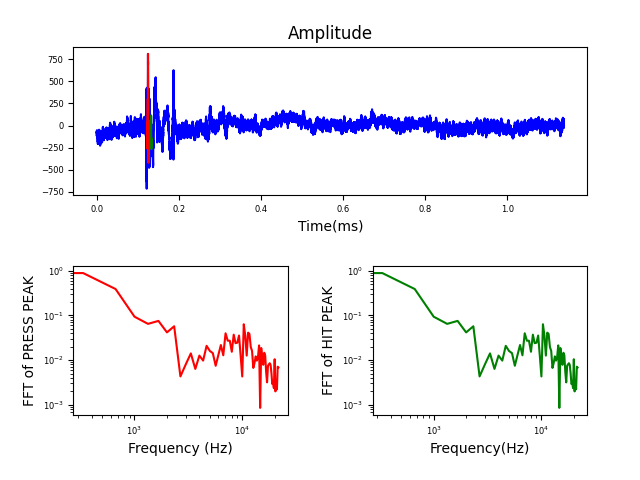 Amplitude
750
500
250
0
−250
−500
−750
0.0 0.2 0.4 0.6 0.8 1.0
Time(ms)
FFT of PRESS PEAK
10⁰
10⁻¹
10⁻²
10⁻³
10³ 10⁴
Frequency (Hz)
FFT of HIT PEAK
10⁰
10⁻¹
10⁻²
10⁻³
10³ 10⁴
Frequency(Hz)